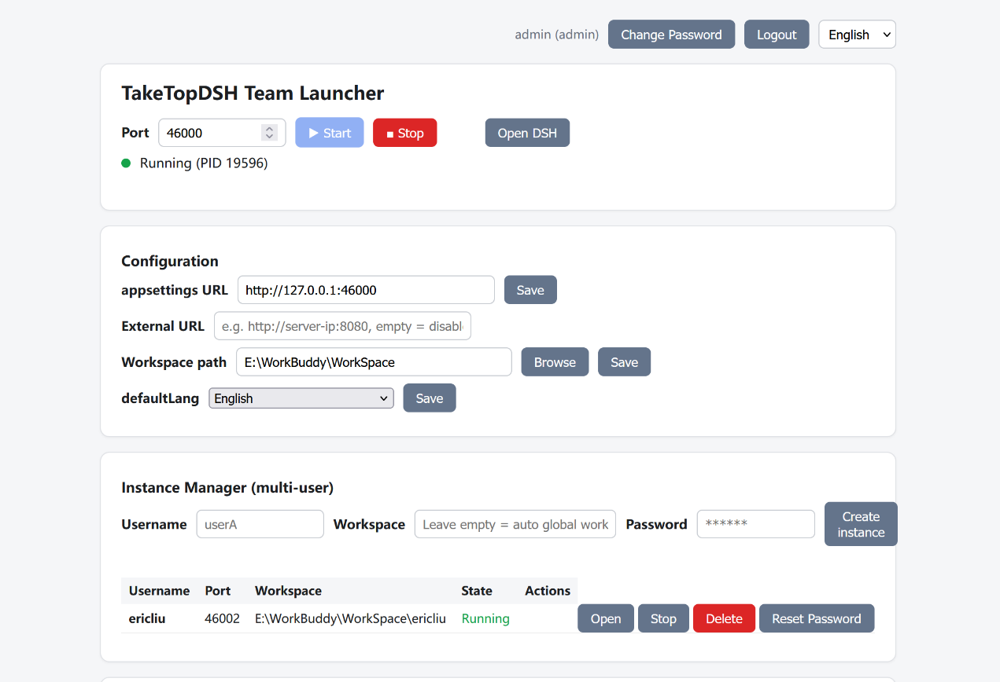 admin (admin) Change Password Logout English
TakeTopDSH Team Launcher
Port 46000 ▶ Start ■ Stop Open DSH
Running (PID 19596)
Configuration
appsettings URL http://127.0.0.1:46000 Save
External URL e.g. http://server-ip:8080, empty = disabl
Workspace path E:\WorkBuddy\WorkSpace Browse Save
defaultLang English Save
Instance Manager (multi-user)
Username userA Workspace Leave empty = auto global work Password ****** Create
instance
Username Port Workspace State Actions
ericliu 46002 E:\WorkBuddy\WorkSpace\ericliu Running Open Stop Delete Reset Password